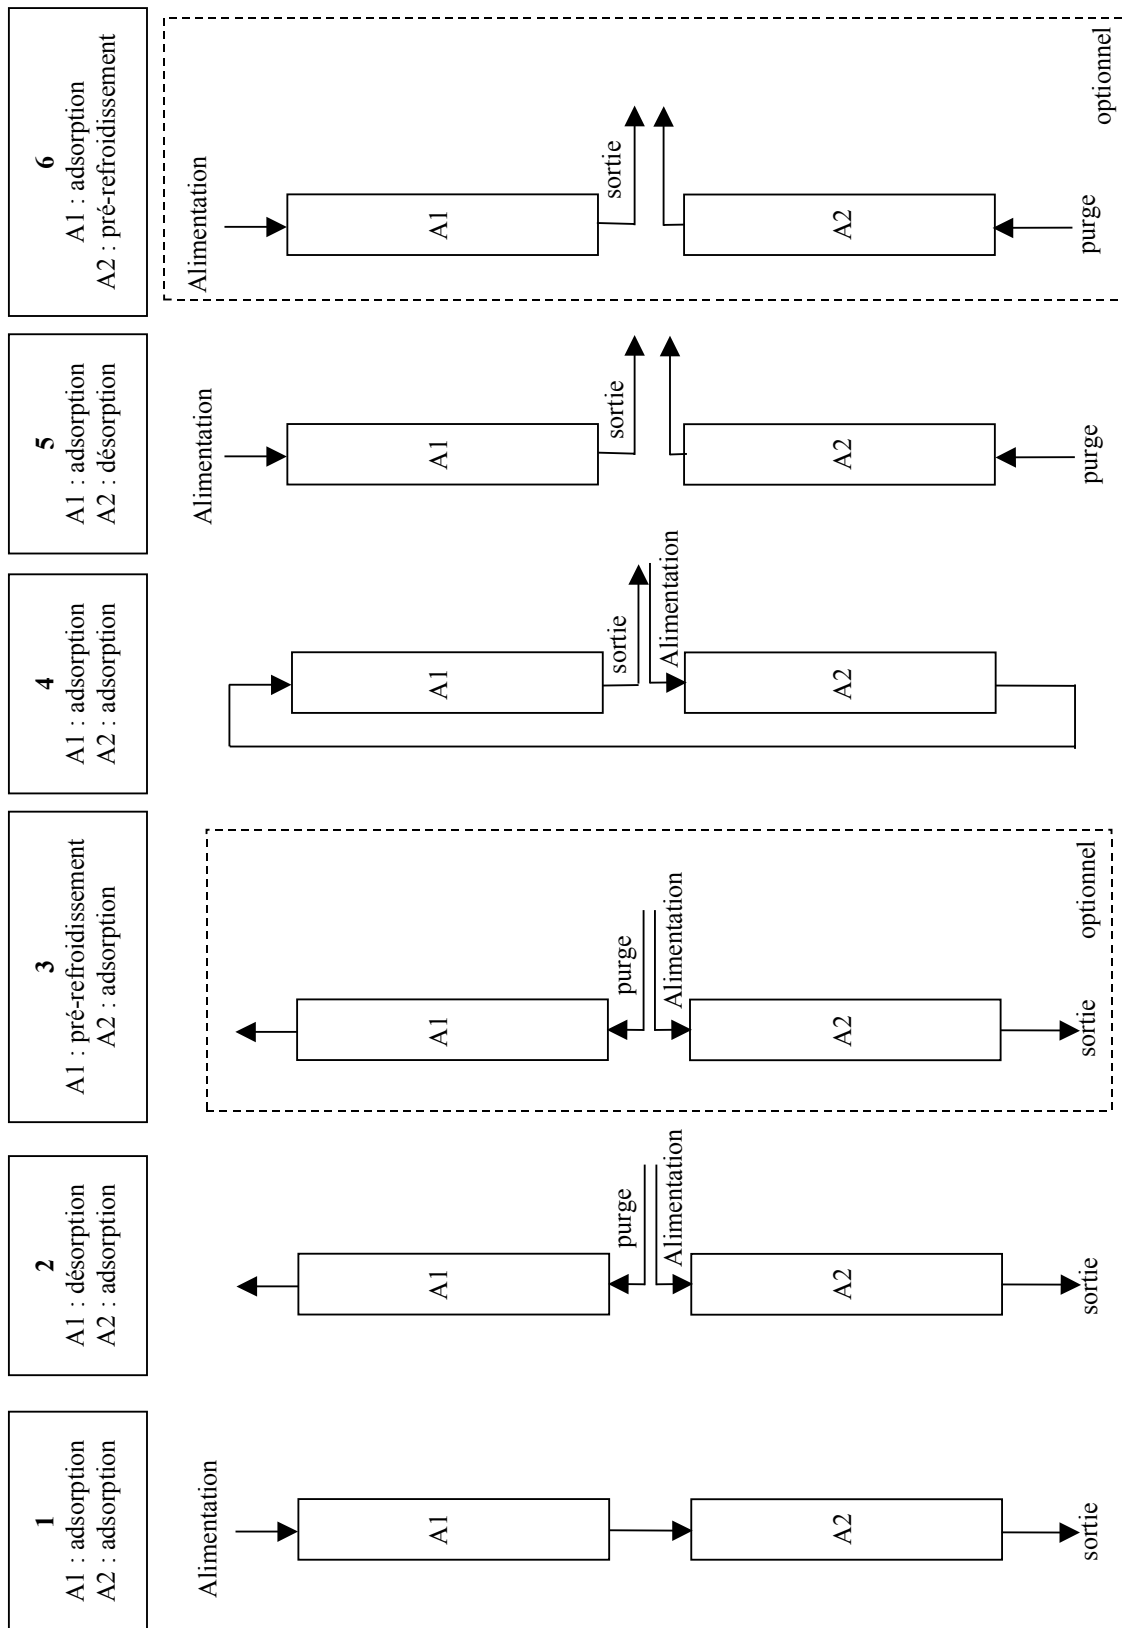 1
A1 : adsorption
A2 : adsorption
Alimentation
A1
A2
sortie
2
A1 : désorption
A2 : adsorption
A1
purge
Alimentation
A2
sortie
3
A1 : pré-refroidissement
A2 : adsorption
A1
purge
Alimentation
A2
sortie
optionnel
4
A1 : adsorption
A2 : adsorption
A1
sortie
Alimentation
A2
5
A1 : adsorption
A2 : désorption
Alimentation
A1
sortie
A2
purge
6
A1 : adsorption
A2 : pré-refroidissement
Alimentation
A1
sortie
A2
purge
optionnel